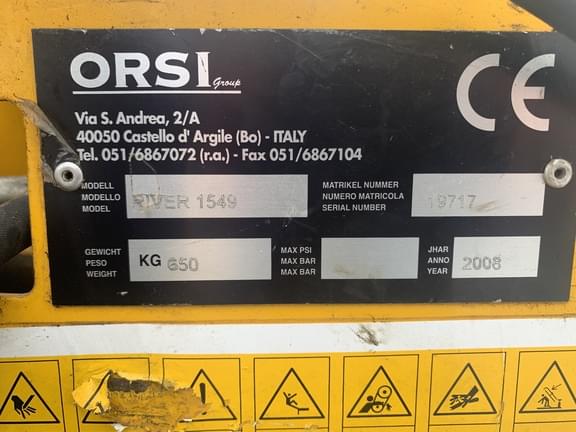 ORSI Group
Via S. Andrea, 2/A
40050 Castello d' Argile (Bo) - ITALY
Tel. 051/6867072 (r.a.) - Fax 051/6867104
CE
MODELL
MODELLO
MODEL
RIVER 1549
MATRIKEL NUMMER
NUMERO MATRICOLA
SERIAL NUMBER
19717
GEWICHT
PESO
WEIGHT
KG 650
MAX PSI
MAX BAR
MAX BAR
JHAR
ANNO
YEAR
2008